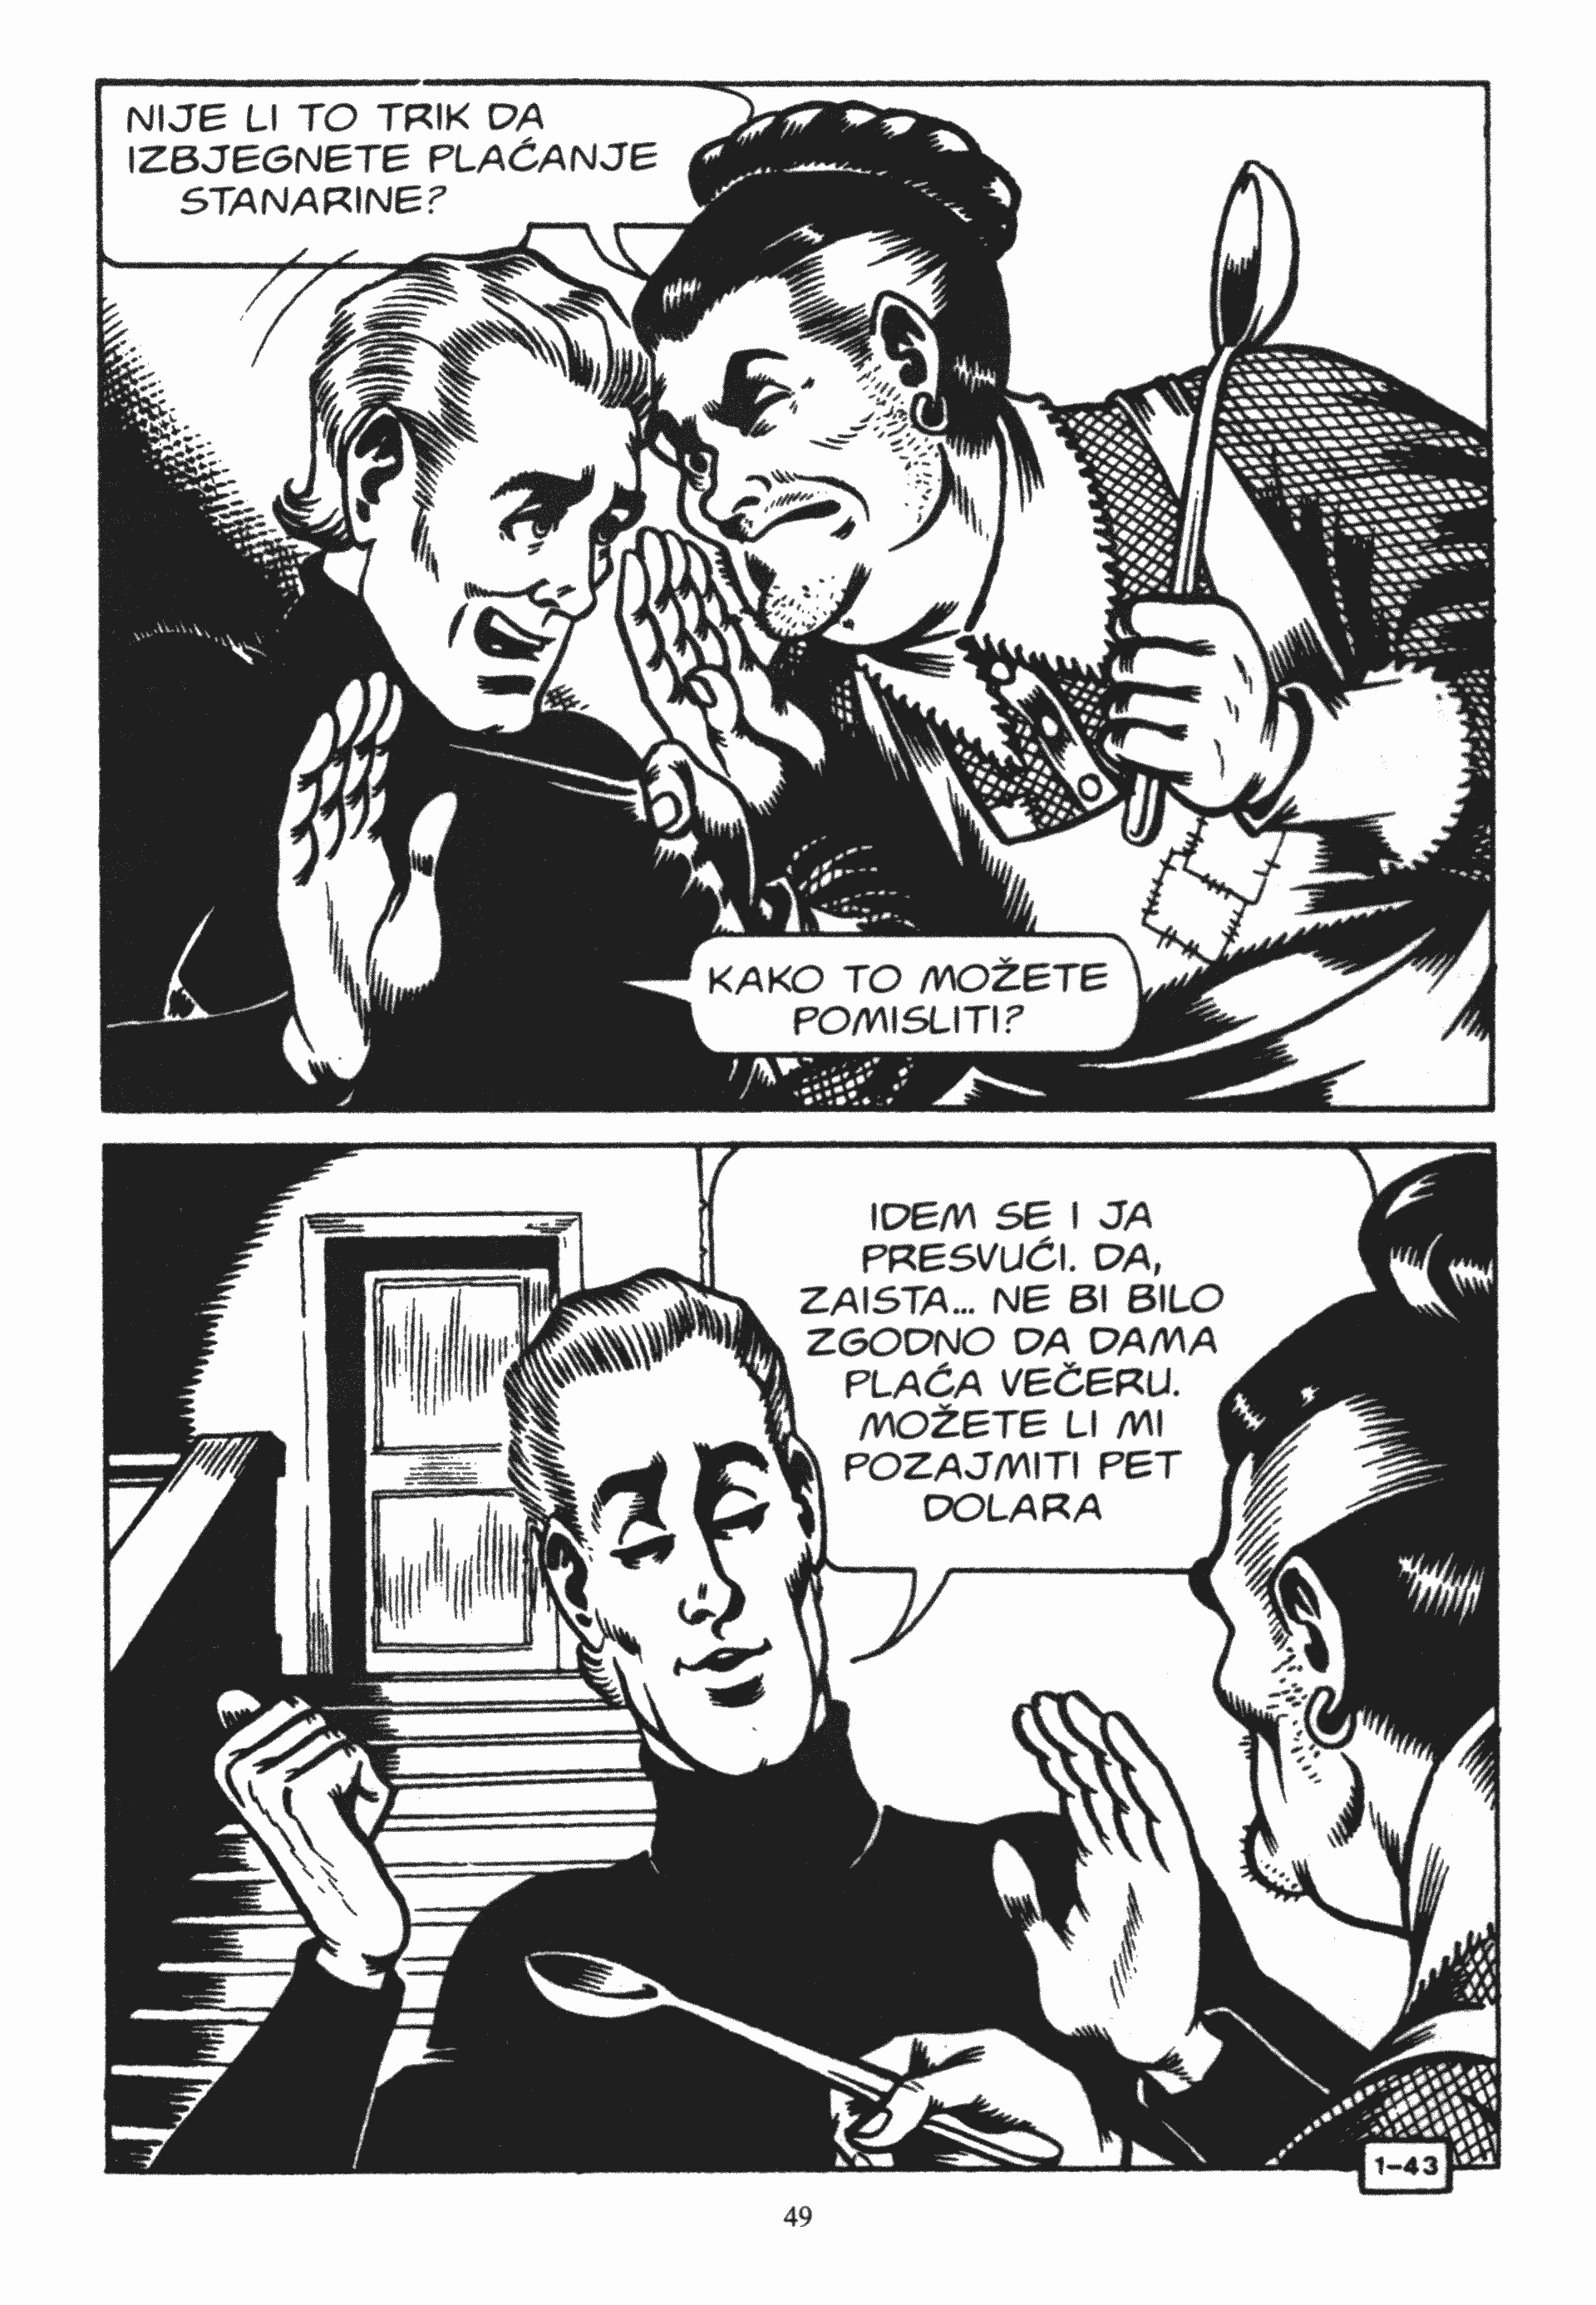 NIJE LI TO TRIK DA
IZBJEGNETE PLAĆANJE
STANARINE?
KAKO TO MOŽETE
POMISLITI?
IDEM SE I JA
PRESVUĆI. DA,
ZAISTA... NE BI BILO
ZGODNO DA DAMA
PLAĆA VEČERU.
MOŽETE LI MI
POZAJMITI PET
DOLARA
1-43
49